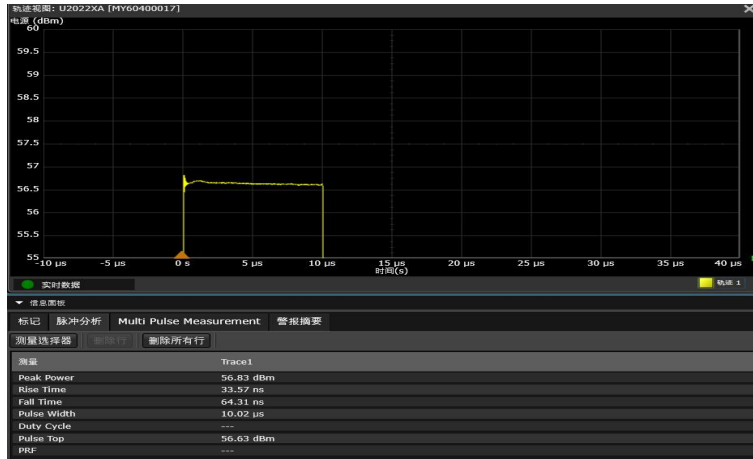 轨迹视图: U2022XA [MY60400017]
电源 (dBm)
60
59.5
59
58.5
58
57.5
57
56.5
56
55.5
55
-10 µs -5 µs 0 s 5 µs 10 µs 15 µs 20 µs 25 µs 30 µs 35 µs 40 µs
时间(s)
实时数据 轨迹 1
信息面板
标记 脉冲分析 Multi Pulse Measurement 警报摘要
测量选择器 删除行 删除所有行
测量 Trace1
Peak Power 56.83 dBm
Rise Time 33.57 ns
Fall Time 64.31 ns
Pulse Width 10.02 µs
Duty Cycle ---
Pulse Top 56.63 dBm
PRF ---